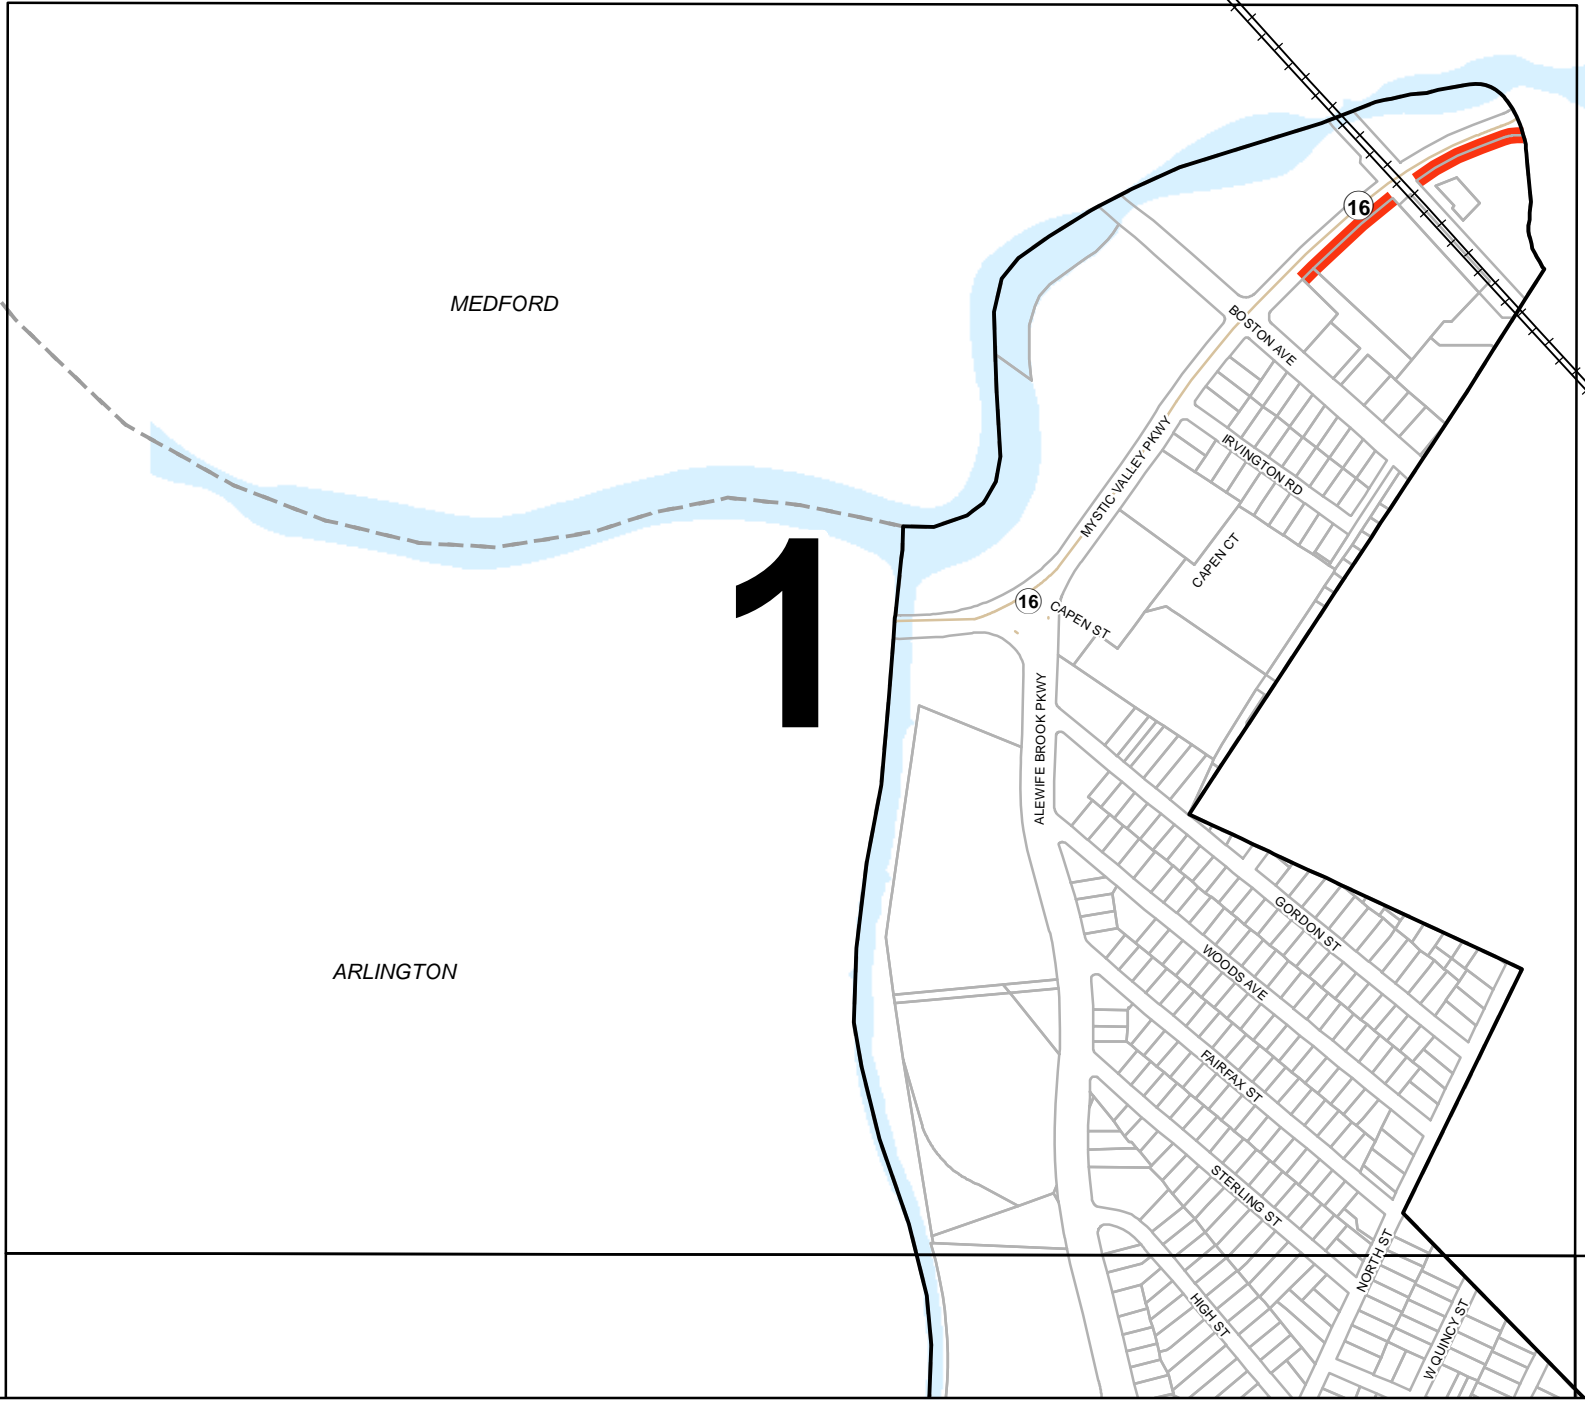 16
MEDFORD
BOSTON AVE
IRVINGTON RD
MYSTIC VALLEY PKWY
CAPEN CT
1
16
CAPEN ST
ALEWIFE BROOK PKWY
GORDON ST
WOODS AVE
ARLINGTON
FAIRFAX ST
STERLING ST
NORTH ST
HIGH ST
W QUINCY ST